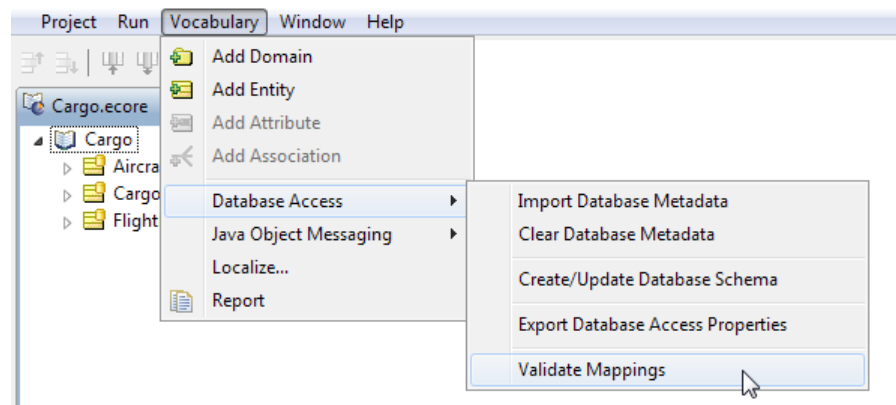 Project Run Vocabulary Window Help
Add Domain
Add Entity
Add Attribute
Add Association
Database Access
Java Object Messaging
Localize...
Report
Import Database Metadata
Clear Database Metadata
Create/Update Database Schema
Export Database Access Properties
Validate Mappings
Cargo.ecore
Cargo
Aircra
Cargo
Flight